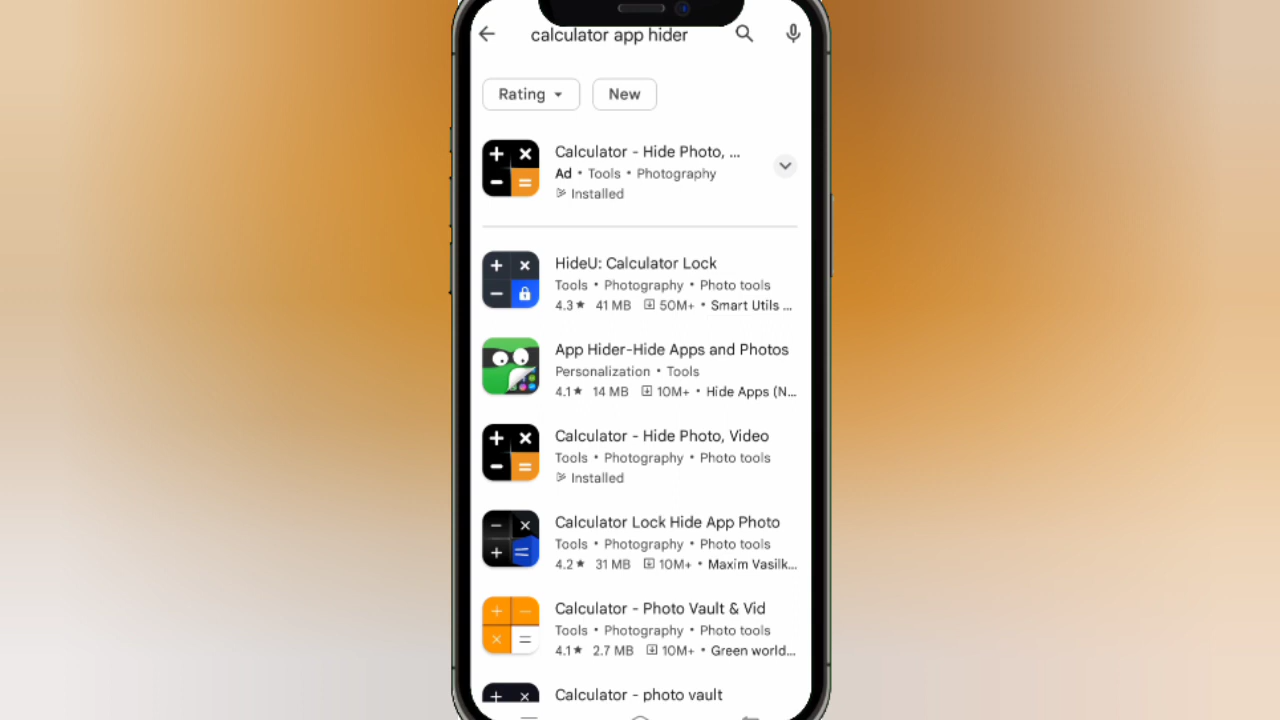 calculator app hider
Rating New
Calculator - Hide Photo, ...
Ad • Tools • Photography
Installed
HideU: Calculator Lock
Tools • Photography • Photo tools
4.3★ 41 MB 50M+ • Smart Utils ...
App Hider-Hide Apps and Photos
Personalization • Tools
4.1★ 14 MB 10M+ • Hide Apps (N...
Calculator - Hide Photo, Video
Tools • Photography • Photo tools
Installed
Calculator Lock Hide App Photo
Tools • Photography • Photo tools
4.2★ 31 MB 10M+ • Maxim Vasilk...
Calculator - Photo Vault & Vid
Tools • Photography • Photo tools
4.1★ 2.7 MB 10M+ • Green world...
Calculator - photo vault